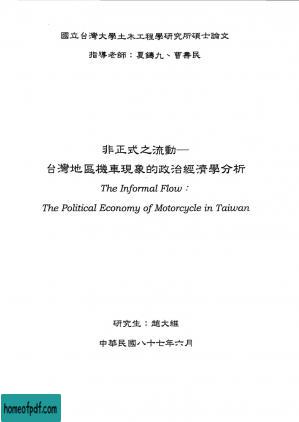 國立台灣大學土木工程學研究所碩士論文
指導老師：夏鑄九、曹壽民
非正式之流動—
台灣地區機車現象的政治經濟學分析
The Informal Flow：
The Political Economy of Motorcycle in Taiwan
研究生：趙文維
中華民國八十七年六月
homeofpdf.com